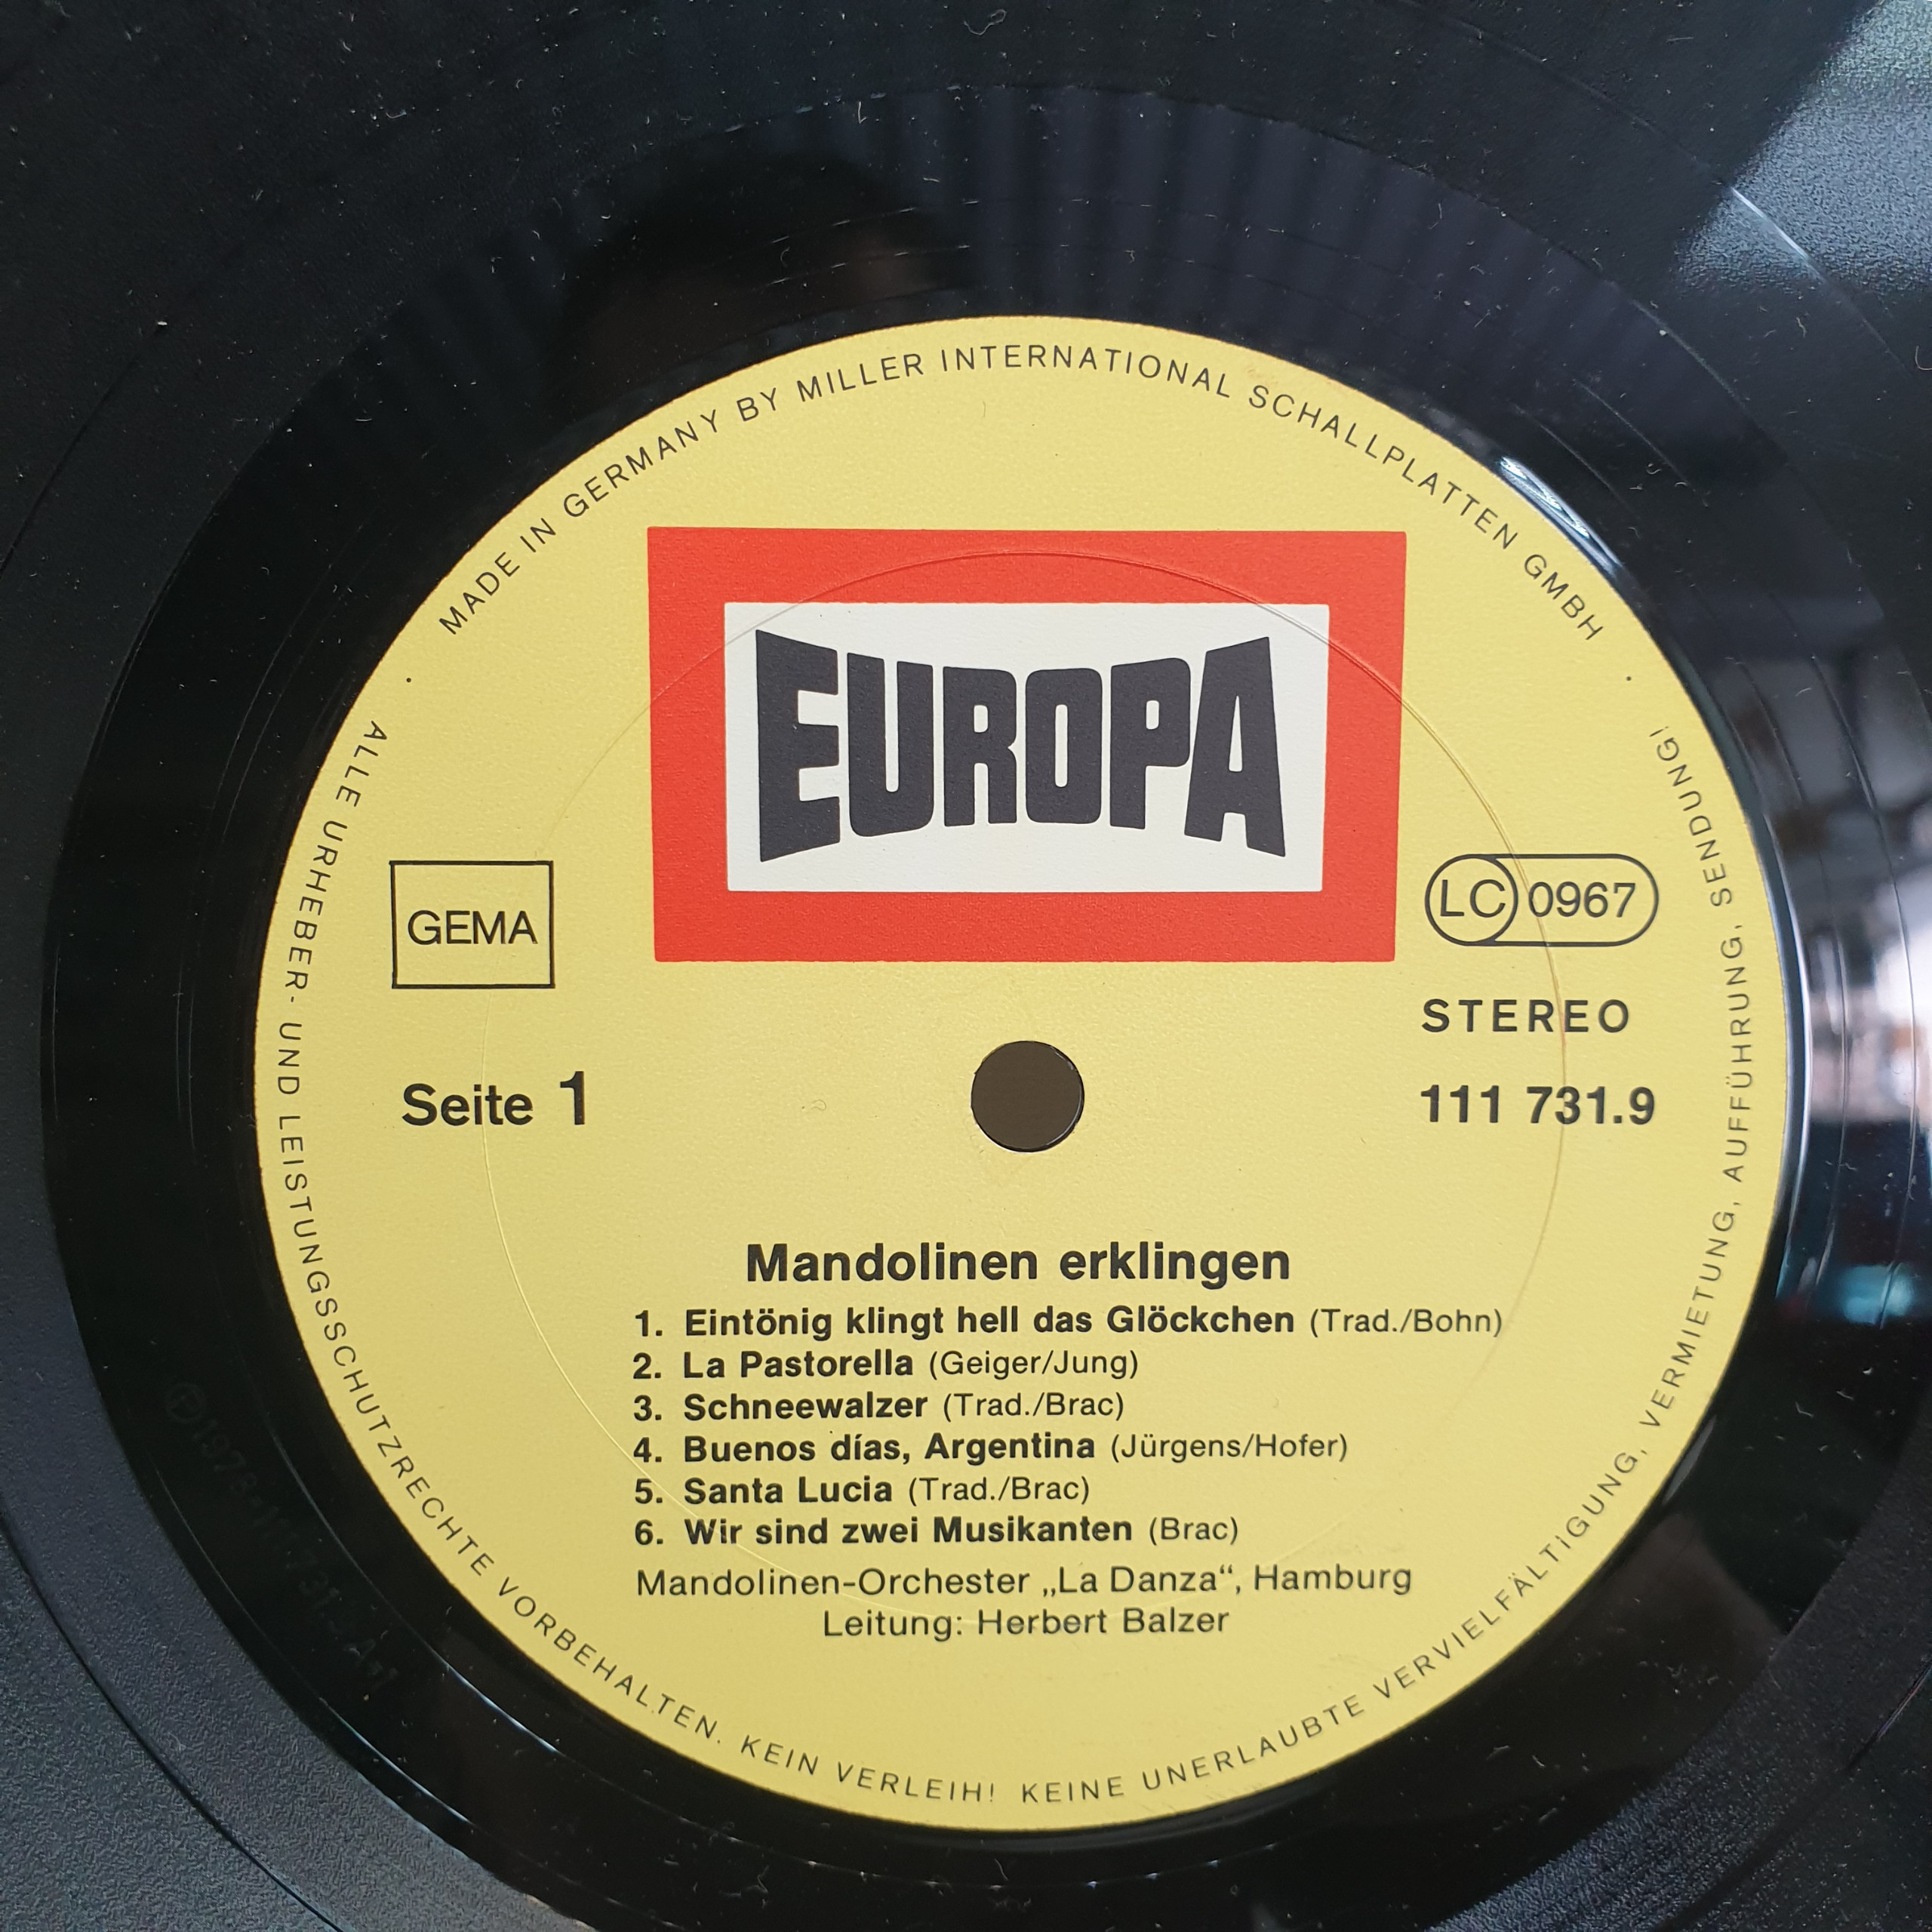 MADE IN GERMANY BY MILLER INTERNATIONAL SCHALLPLATTEN GMBH
EUROPA
GEMA
LC 0967
STEREO
Seite 1
111 731.9
Mandolinen erklingen
1. Eintönig klingt hell das Glöckchen (Trad./Bohn)
2. La Pastorella (Geiger/Jung)
3. Schneewalzer (Trad./Brac)
4. Buenos días, Argentina (Jürgens/Hofer)
5. Santa Lucia (Trad./Brac)
6. Wir sind zwei Musikanten (Brac)
Mandolinen-Orchester „La Danza“, Hamburg
Leitung: Herbert Balzer
ALLE URHEBER- UND LEISTUNGSSCHUTZRECHTE VORBEHALTEN. KEIN VERLEIH! KEINE UNERLAUBTE VERVIELFÄLTIGUNG, VERMIETUNG, AUFFÜHRUNG, SENDUNG!